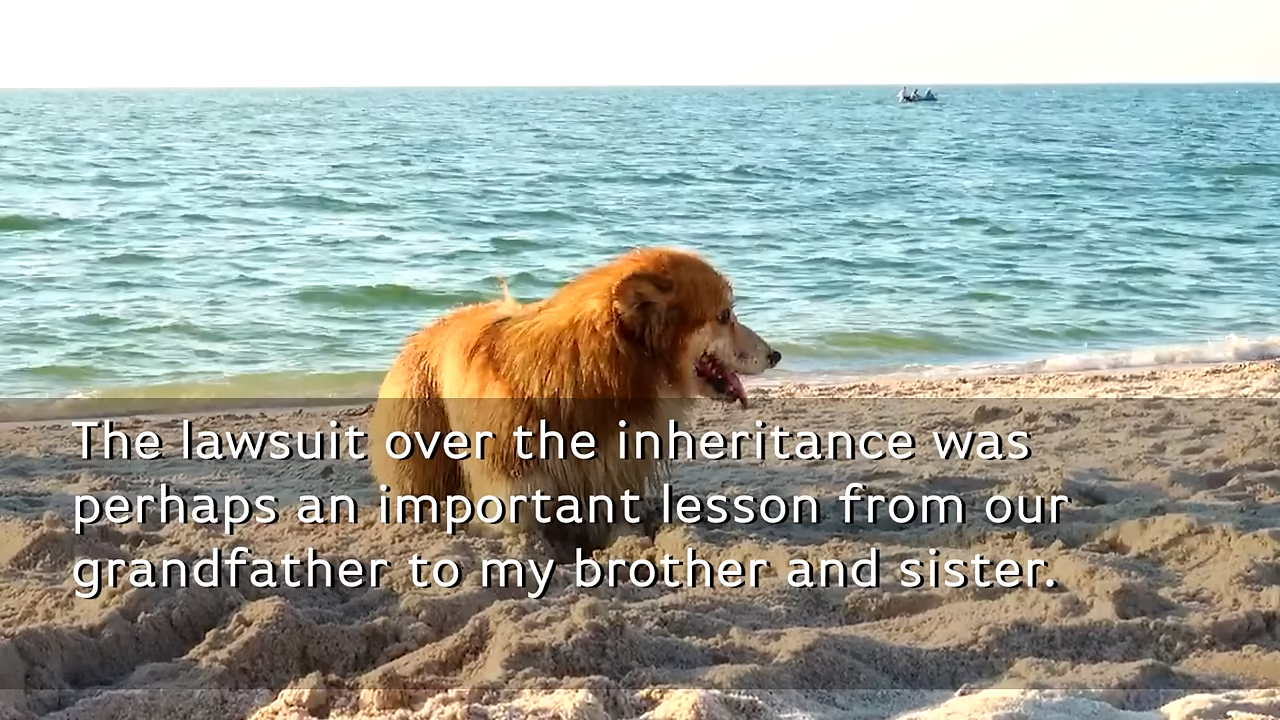 The lawsuit over the inheritance was
perhaps an important lesson from our
grandfather to my brother and sister.